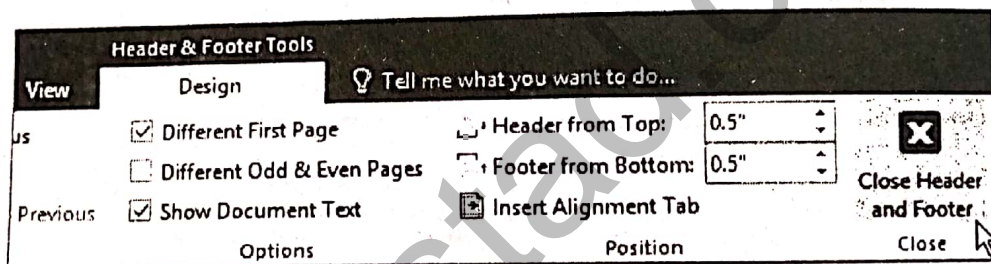 Header & Footer Tools
View Design Tell me what you want to do...
us Different First Page Header from Top: 0.5"
Different Odd & Even Pages Footer from Bottom: 0.5"
Previous Show Document Text Insert Alignment Tab
Close Header
and Footer
Options Position Close